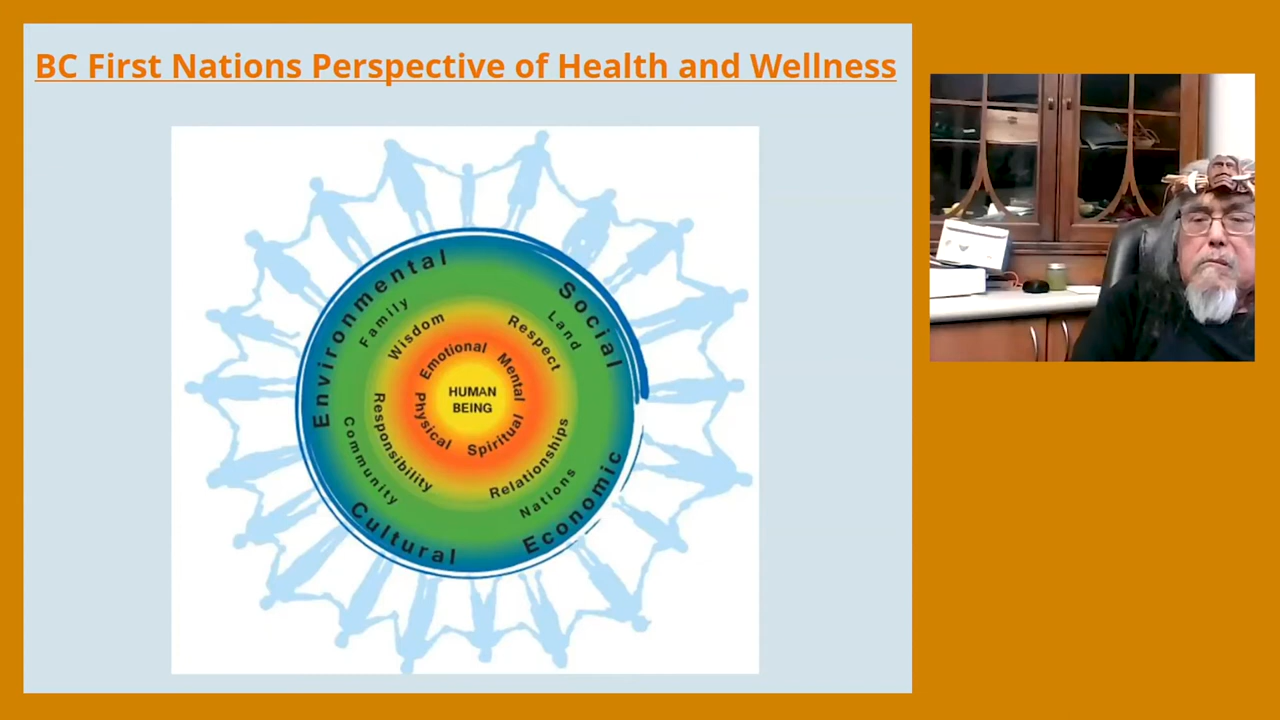 BC First Nations Perspective of Health and Wellness
Environmental
Social
Family
Land
Wisdom
Respect
Emotional
Mental
HUMAN
BEING
Physical
Spiritual
Responsibility
Relationships
Community
Nations
Cultural
Economic